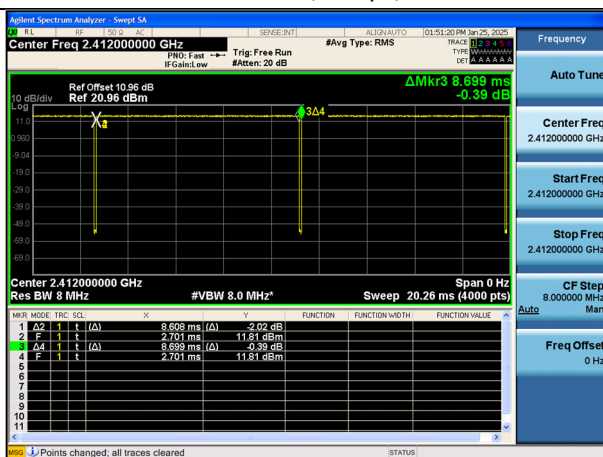 Agilent Spectrum Analyzer - Swept SA
RL RF 50 Ω AC SENSE:INT ALIGN AUTO 01:51:20 PM Jan 25, 2025
Center Freq 2.412000000 GHz #Avg Type: RMS TRACE 1 2 3 4 5 6
PNO: Fast Trig: Free Run TYPE
IFGain:Low #Atten: 20 dB DET A A A A A A
ΔMkr3 8.699 ms
-0.39 dB
Ref Offset 10.96 dB
10 dB/div Ref 20.96 dBm
Log
11.0
0.960
-9.04
-19.0
-29.0
-39.0
-49.0
-59.0
-69.0
3Δ4
Center 2.412000000 GHz Span 0 Hz
Res BW 8 MHz #VBW 8.0 MHz* Sweep 20.26 ms (4000 pts)
MKR MODE TRC SCL X Y FUNCTION FUNCTION WIDTH FUNCTION VALUE
1 Δ2 1 t (Δ) 8.608 ms (Δ) -2.02 dB
2 F 1 t 2.701 ms 11.81 dBm
3 Δ4 1 t (Δ) 8.699 ms (Δ) -0.39 dB
4 F 1 t 2.701 ms 11.81 dBm
5
6
7
8
9
10
11
MSG Points changed; all traces cleared STATUS
Frequency
Auto Tune
Center Freq
2.412000000 GHz
Start Freq
2.412000000 GHz
Stop Freq
2.412000000 GHz
CF Step
8.000000 MHz
Auto Man
Freq Offset
0 Hz